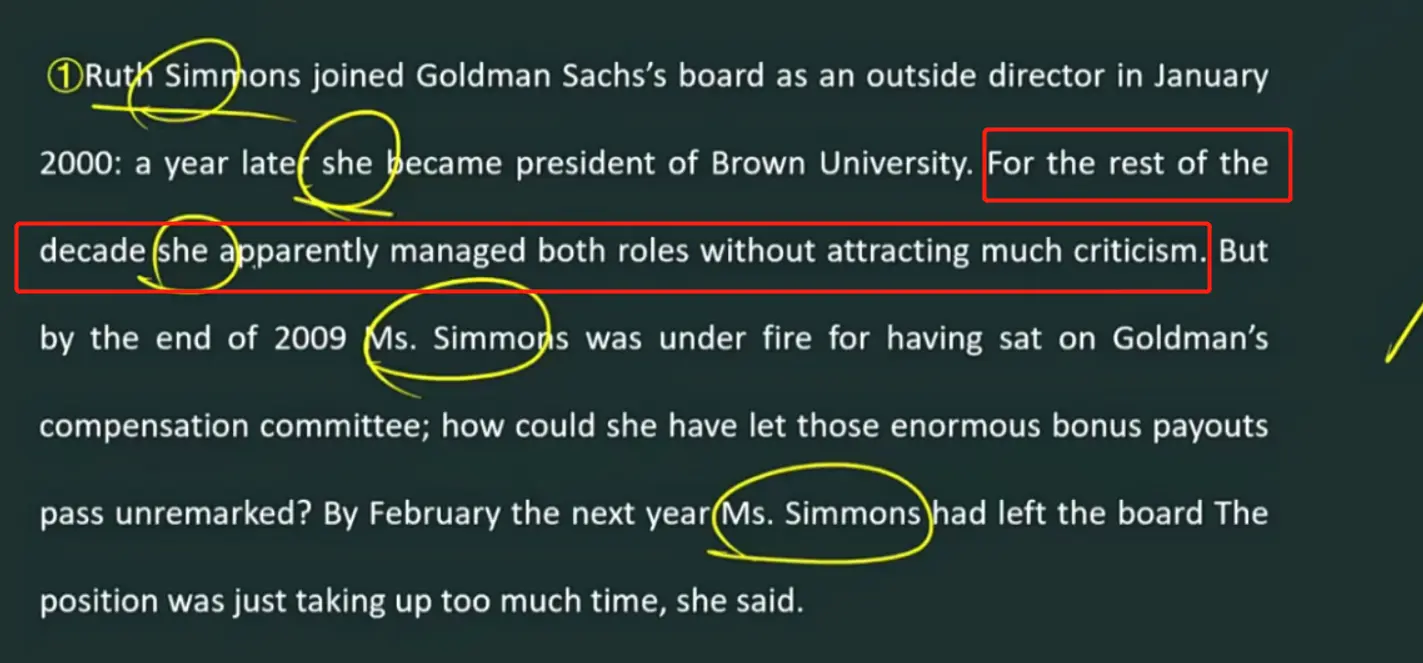 ①Ruth Simmons joined Goldman Sachs’s board as an outside director in January
2000: a year later she became president of Brown University. For the rest of the
decade she apparently managed both roles without attracting much criticism. But
by the end of 2009 Ms. Simmons was under fire for having sat on Goldman’s
compensation committee; how could she have let those enormous bonus payouts
pass unremarked? By February the next year Ms. Simmons had left the board The
position was just taking up too much time, she said.